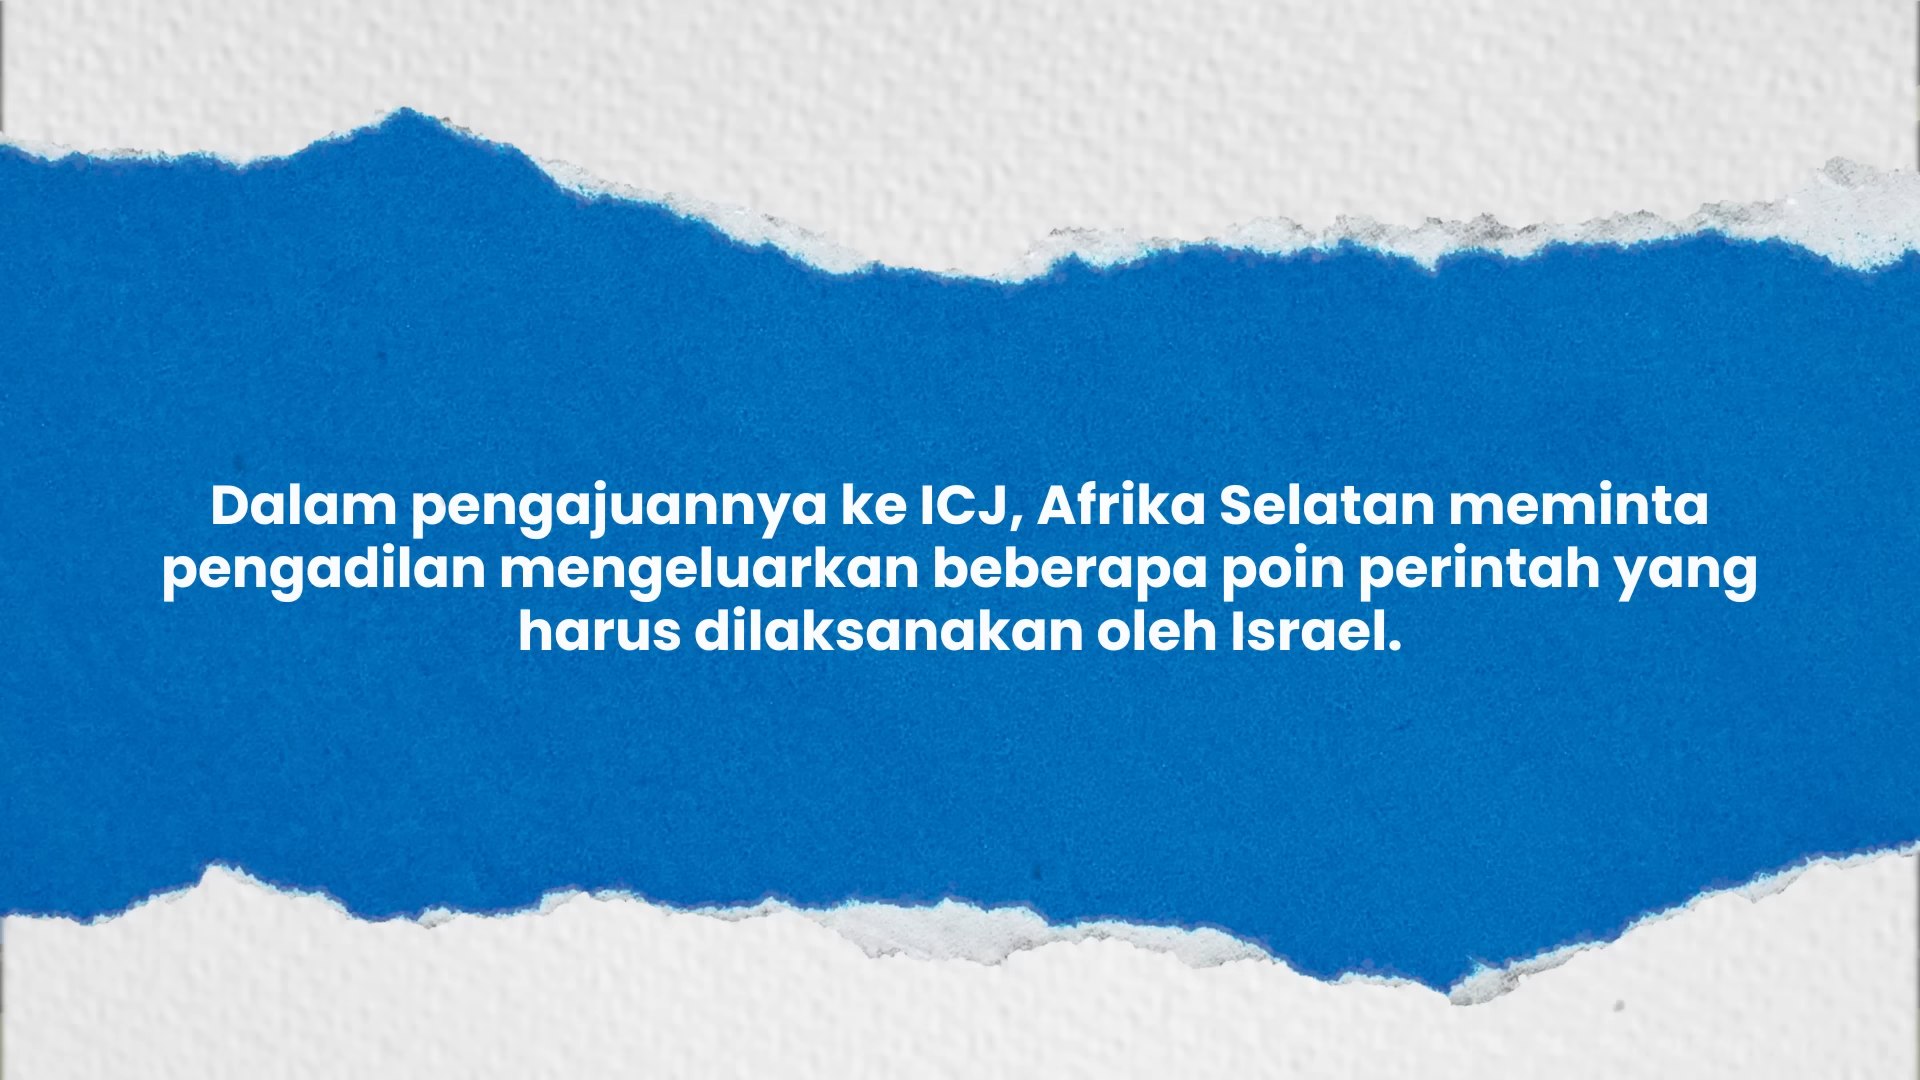 Dalam pengajuannya ke ICJ, Afrika Selatan meminta
pengadilan mengeluarkan beberapa poin perintah yang
harus dilaksanakan oleh Israel.